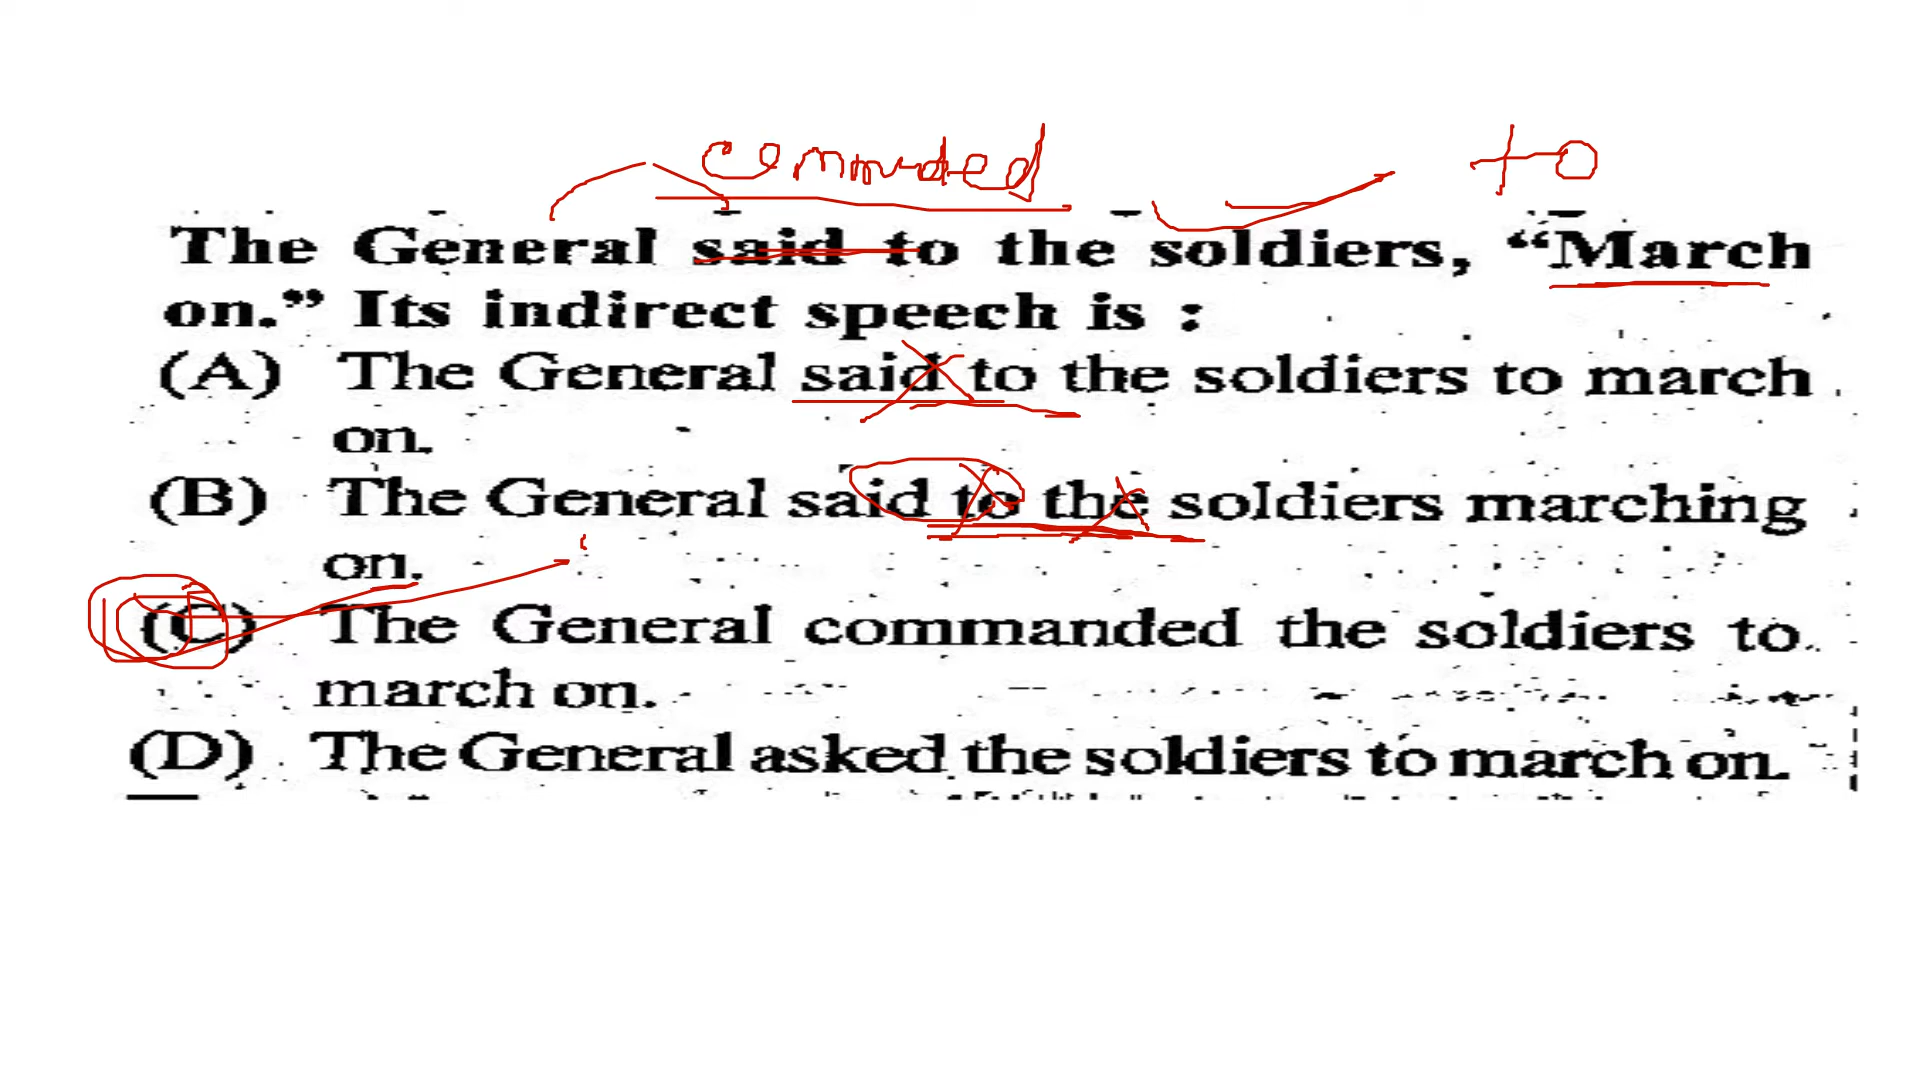 commnded to
The General said to the soldiers, “March
on.” Its indirect speech is :
(A) The General said to the soldiers to march
on.
(B) The General said to the soldiers marching
on.
(C) The General commanded the soldiers to
march on.
(D) The General asked the soldiers to march on.